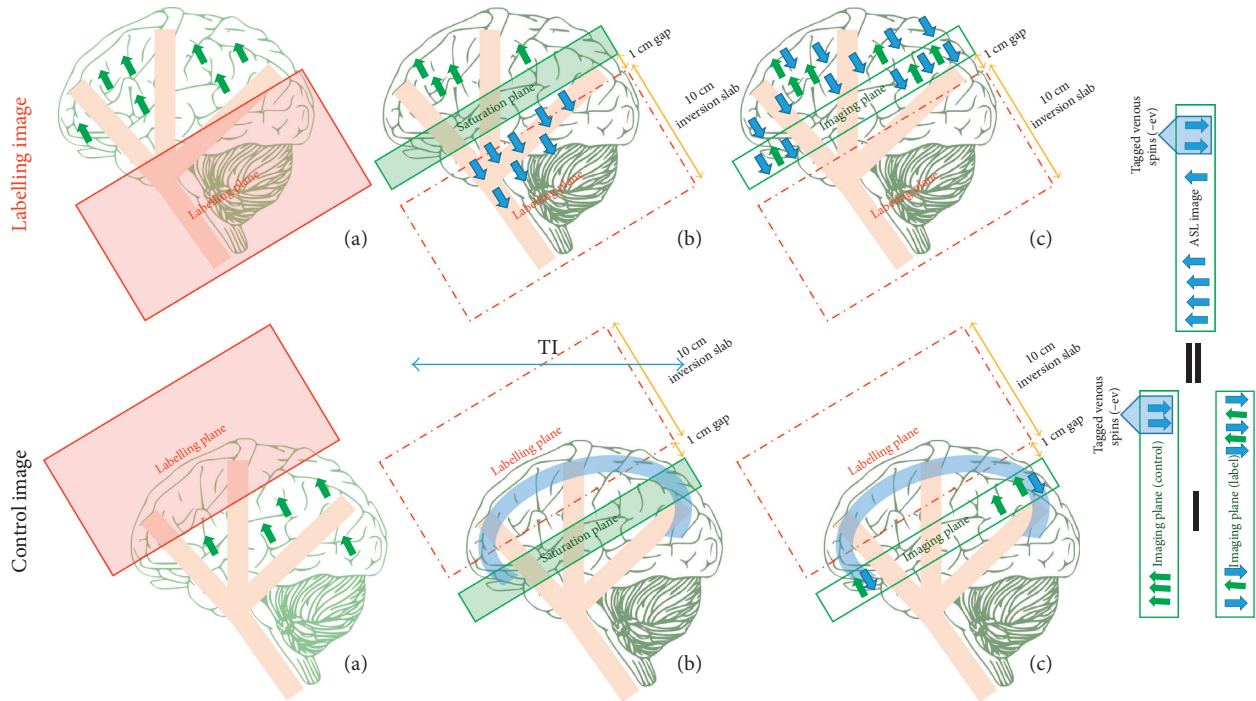 Labelling image
Labelling plane
(a)
Saturation plane
Labelling plane
1 cm gap
10 cm
inversion slab
(b)
Imaging plane
Labelling plane
1 cm gap
10 cm
inversion slab
(c)
Control image
Labelling plane
(a)
TI
Labelling plane
10 cm
inversion slab
1 cm gap
Saturation plane
(b)
Labelling plane
10 cm
inversion slab
1 cm gap
Imaging plane
(c)
Tagged venous
spins (–ev)
ASL image
Tagged venous
spins (–ev)
Imaging plane (control)
Imaging plane (label)